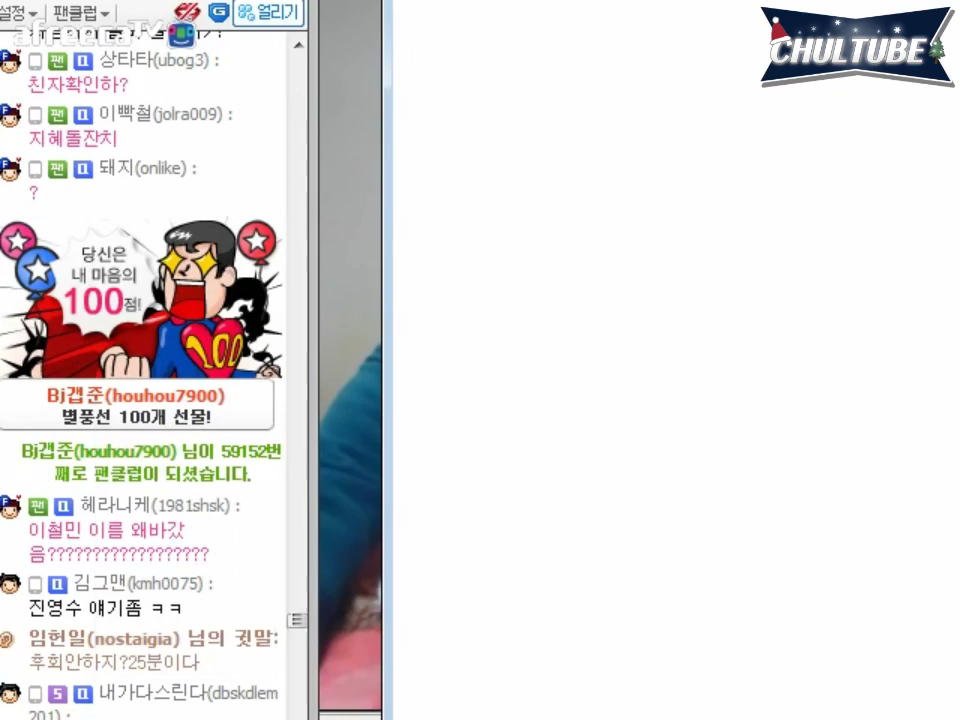 설정 팬클럽 열리기
CHULTUBE
afreecaTV
상타타(ubog3) :
친자확인하?
이빡철(jolra009) :
지혜돌잔치
돼지(onlike) :
?
당신은
내 마음의
100점!
100
Bj갭준(houhou7900)
별풍선 100개 선물!
Bj갭준(houhou7900) 님이 59152번
째로 팬클럽이 되셨습니다.
헤라니케(1981shsk) :
이철민 이름 왜바갔
음??????????????????
김그맨(kmh0075) :
진영수 얘기좀 ㅋㅋ
임헌일(nostaigia) 님의 귓말:
후회안하지?25분이다
내가다스린다(dbskdlem
201) :